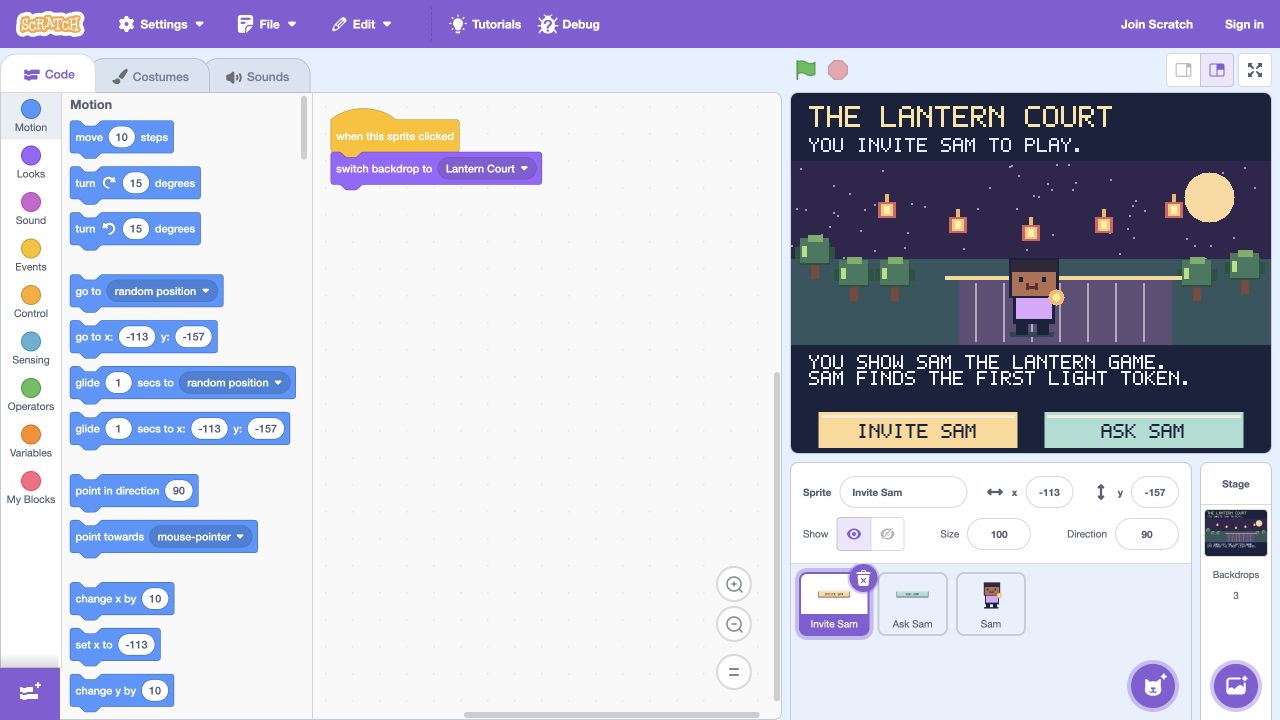 SCRATCH
Settings
File
Edit
Tutorials
Debug
Join Scratch
Sign in
Code
Costumes
Sounds
Motion
Looks
Sound
Events
Control
Sensing
Operators
Variables
My Blocks
Motion
move 10 steps
turn 15 degrees
turn 15 degrees
go to random position
go to x: -113 y: -157
glide 1 secs to random position
glide 1 secs to x: -113 y: -157
point in direction 90
point towards mouse-pointer
change x by 10
set x to -113
change y by 10
when this sprite clicked
switch backdrop to Lantern Court
THE LANTERN COURT
YOU INVITE SAM TO PLAY.
YOU SHOW SAM THE LANTERN GAME.
SAM FINDS THE FIRST LIGHT TOKEN.
INVITE SAM
ASK SAM
Sprite Invite Sam x -113 y -157
Show Size 100 Direction 90
Invite Sam
Ask Sam
Sam
Stage
Backdrops
3